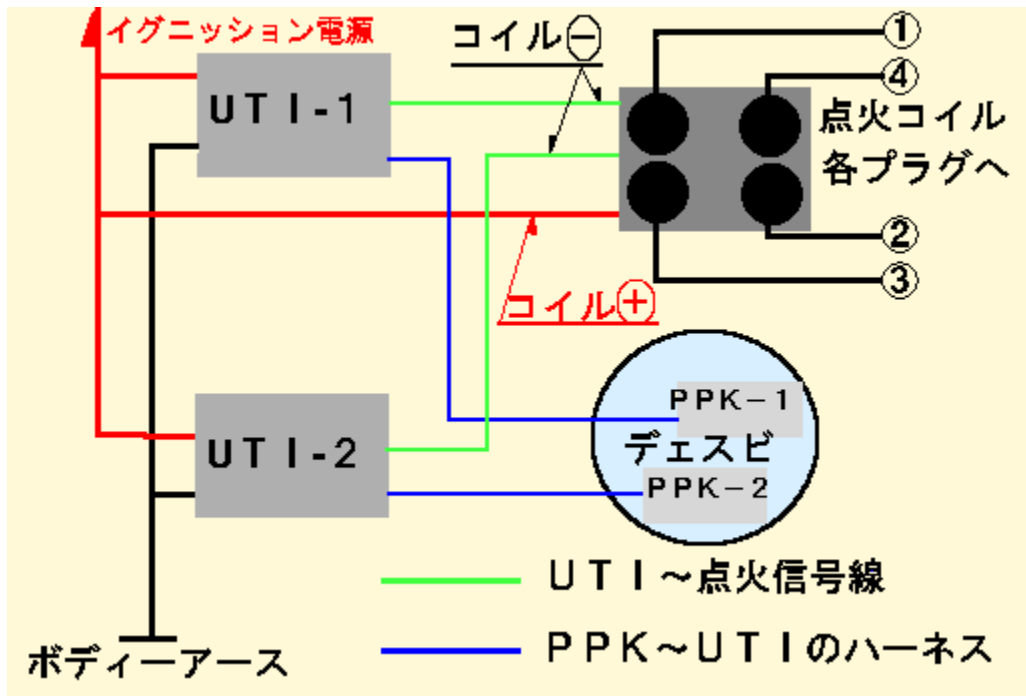 イグニッション電源
コイル⊖
①
④
UTI-1
点火コイル
各プラグへ
②
③
コイル⊕
PPK－1
デェスビ
UTI-2
PPK－2
UTI～点火信号線
PPK～UTIのハーネス
ボディーアース